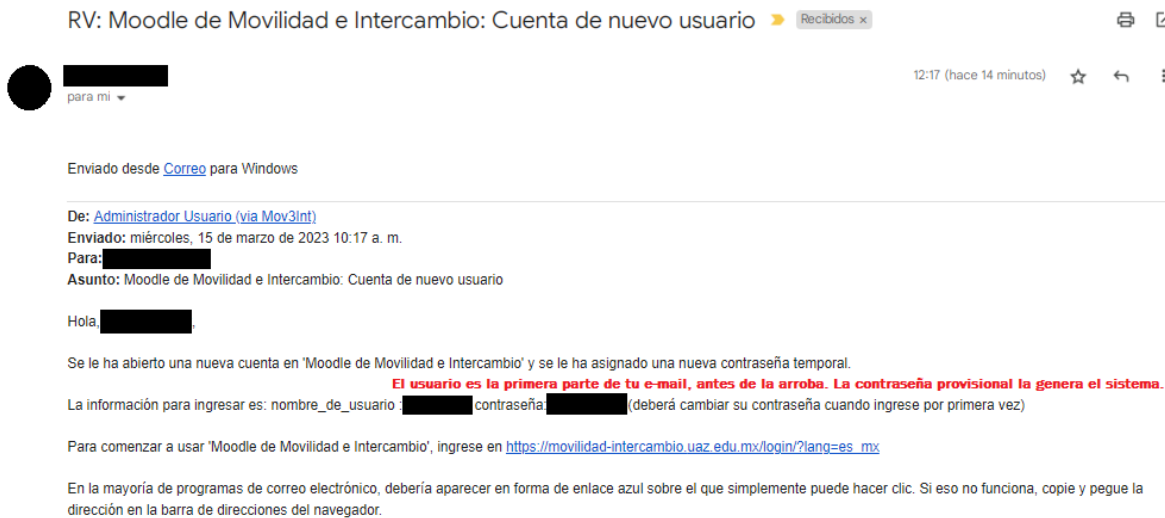 RV: Moodle de Movilidad e Intercambio: Cuenta de nuevo usuario Recibidos ×
12:17 (hace 14 minutos)
para mi
Enviado desde Correo para Windows
De: Administrador Usuario (via Mov3Int)
Enviado: miércoles, 15 de marzo de 2023 10:17 a. m.
Para:
Asunto: Moodle de Movilidad e Intercambio: Cuenta de nuevo usuario
Hola, ,
Se le ha abierto una nueva cuenta en 'Moodle de Movilidad e Intercambio' y se le ha asignado una nueva contraseña temporal.
El usuario es la primera parte de tu e-mail, antes de la arroba. La contraseña provisional la genera el sistema.
La información para ingresar es: nombre_de_usuario : contraseña: (deberá cambiar su contraseña cuando ingrese por primera vez)
Para comenzar a usar 'Moodle de Movilidad e Intercambio', ingrese en https://movilidad-intercambio.uaz.edu.mx/login/?lang=es_mx
En la mayoría de programas de correo electrónico, debería aparecer en forma de enlace azul sobre el que simplemente puede hacer clic. Si eso no funciona, copie y pegue la
dirección en la barra de direcciones del navegador.